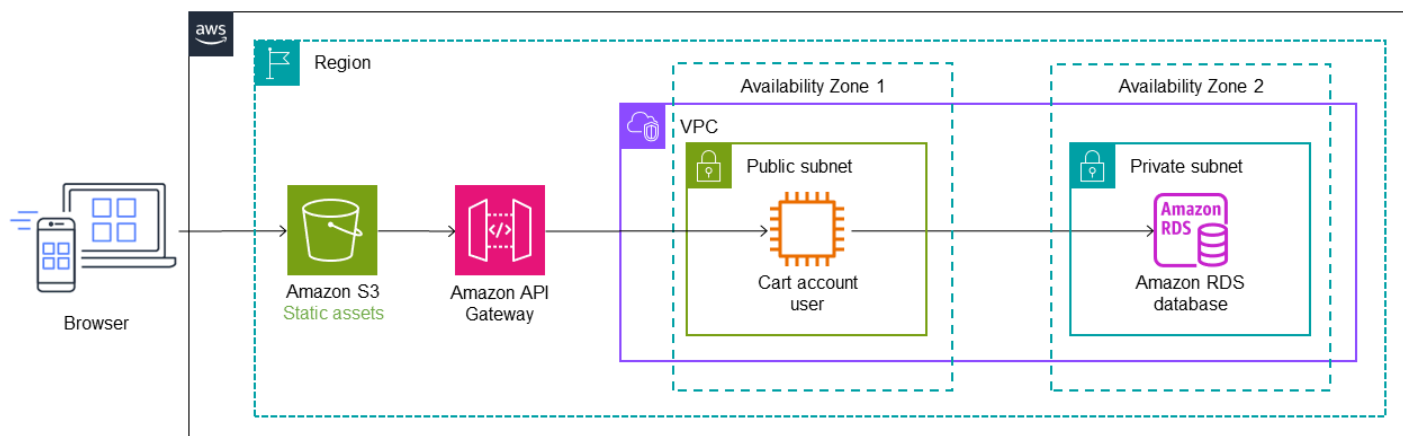 aws
Region
Availability Zone 1
Availability Zone 2
VPC
Public subnet
Private subnet
Amazon
RDS
Amazon S3
Static assets
Amazon API
Gateway
Cart account
user
Amazon RDS
database
Browser